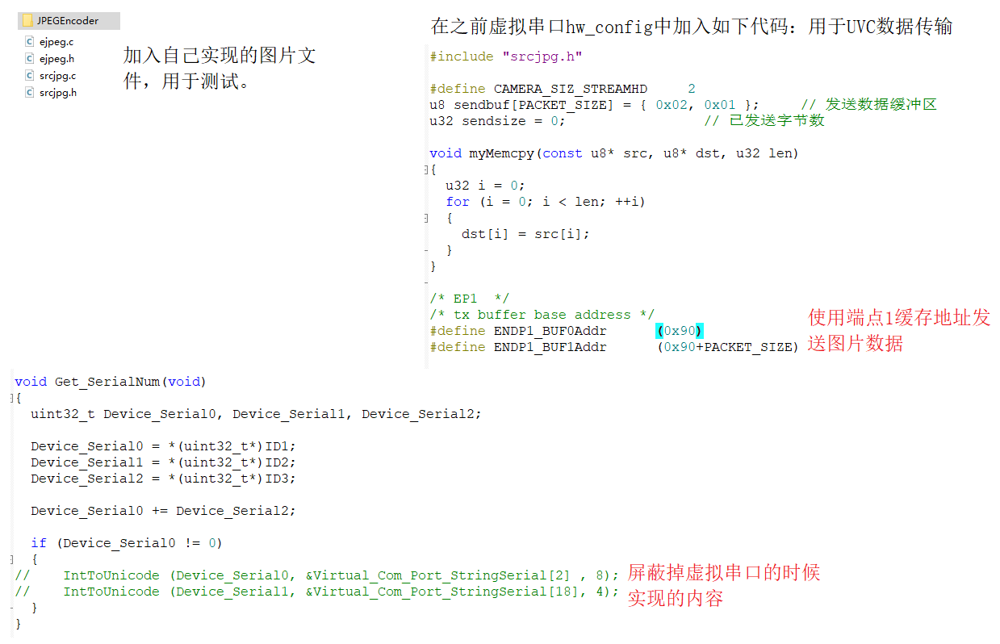 JPEGEncoder
ejpeg.c
ejpeg.h
srcjpg.c
srcjpg.h
加入自己实现的图片文
件，用于测试。
在之前虚拟串口hw_config中加入如下代码：用于UVC数据传输
#include "srcjpg.h"
#define CAMERA_SIZ_STREAMHD     2
u8 sendbuf[PACKET_SIZE] = { 0x02, 0x01 };     // 发送数据缓冲区
u32 sendsize = 0;                 // 已发送字节数
void myMemcpy(const u8* src, u8* dst, u32 len)
{
  u32 i = 0;
  for (i = 0; i < len; ++i)
  {
    dst[i] = src[i];
  }
}
/* EP1  */
/* tx buffer base address */
#define ENDP1_BUF0Addr      (0x90)
#define ENDP1_BUF1Addr      (0x90+PACKET_SIZE)
使用端点1缓存地址发
送图片数据
void Get_SerialNum(void)
{
  uint32_t Device_Serial0, Device_Serial1, Device_Serial2;
  Device_Serial0 = *(uint32_t*)ID1;
  Device_Serial1 = *(uint32_t*)ID2;
  Device_Serial2 = *(uint32_t*)ID3;
  Device_Serial0 += Device_Serial2;
  if (Device_Serial0 != 0)
  {
//    IntToUnicode (Device_Serial0, &Virtual_Com_Port_StringSerial[2] , 8);
//    IntToUnicode (Device_Serial1, &Virtual_Com_Port_StringSerial[18], 4);
  }
}
屏蔽掉虚拟串口的时候
实现的内容